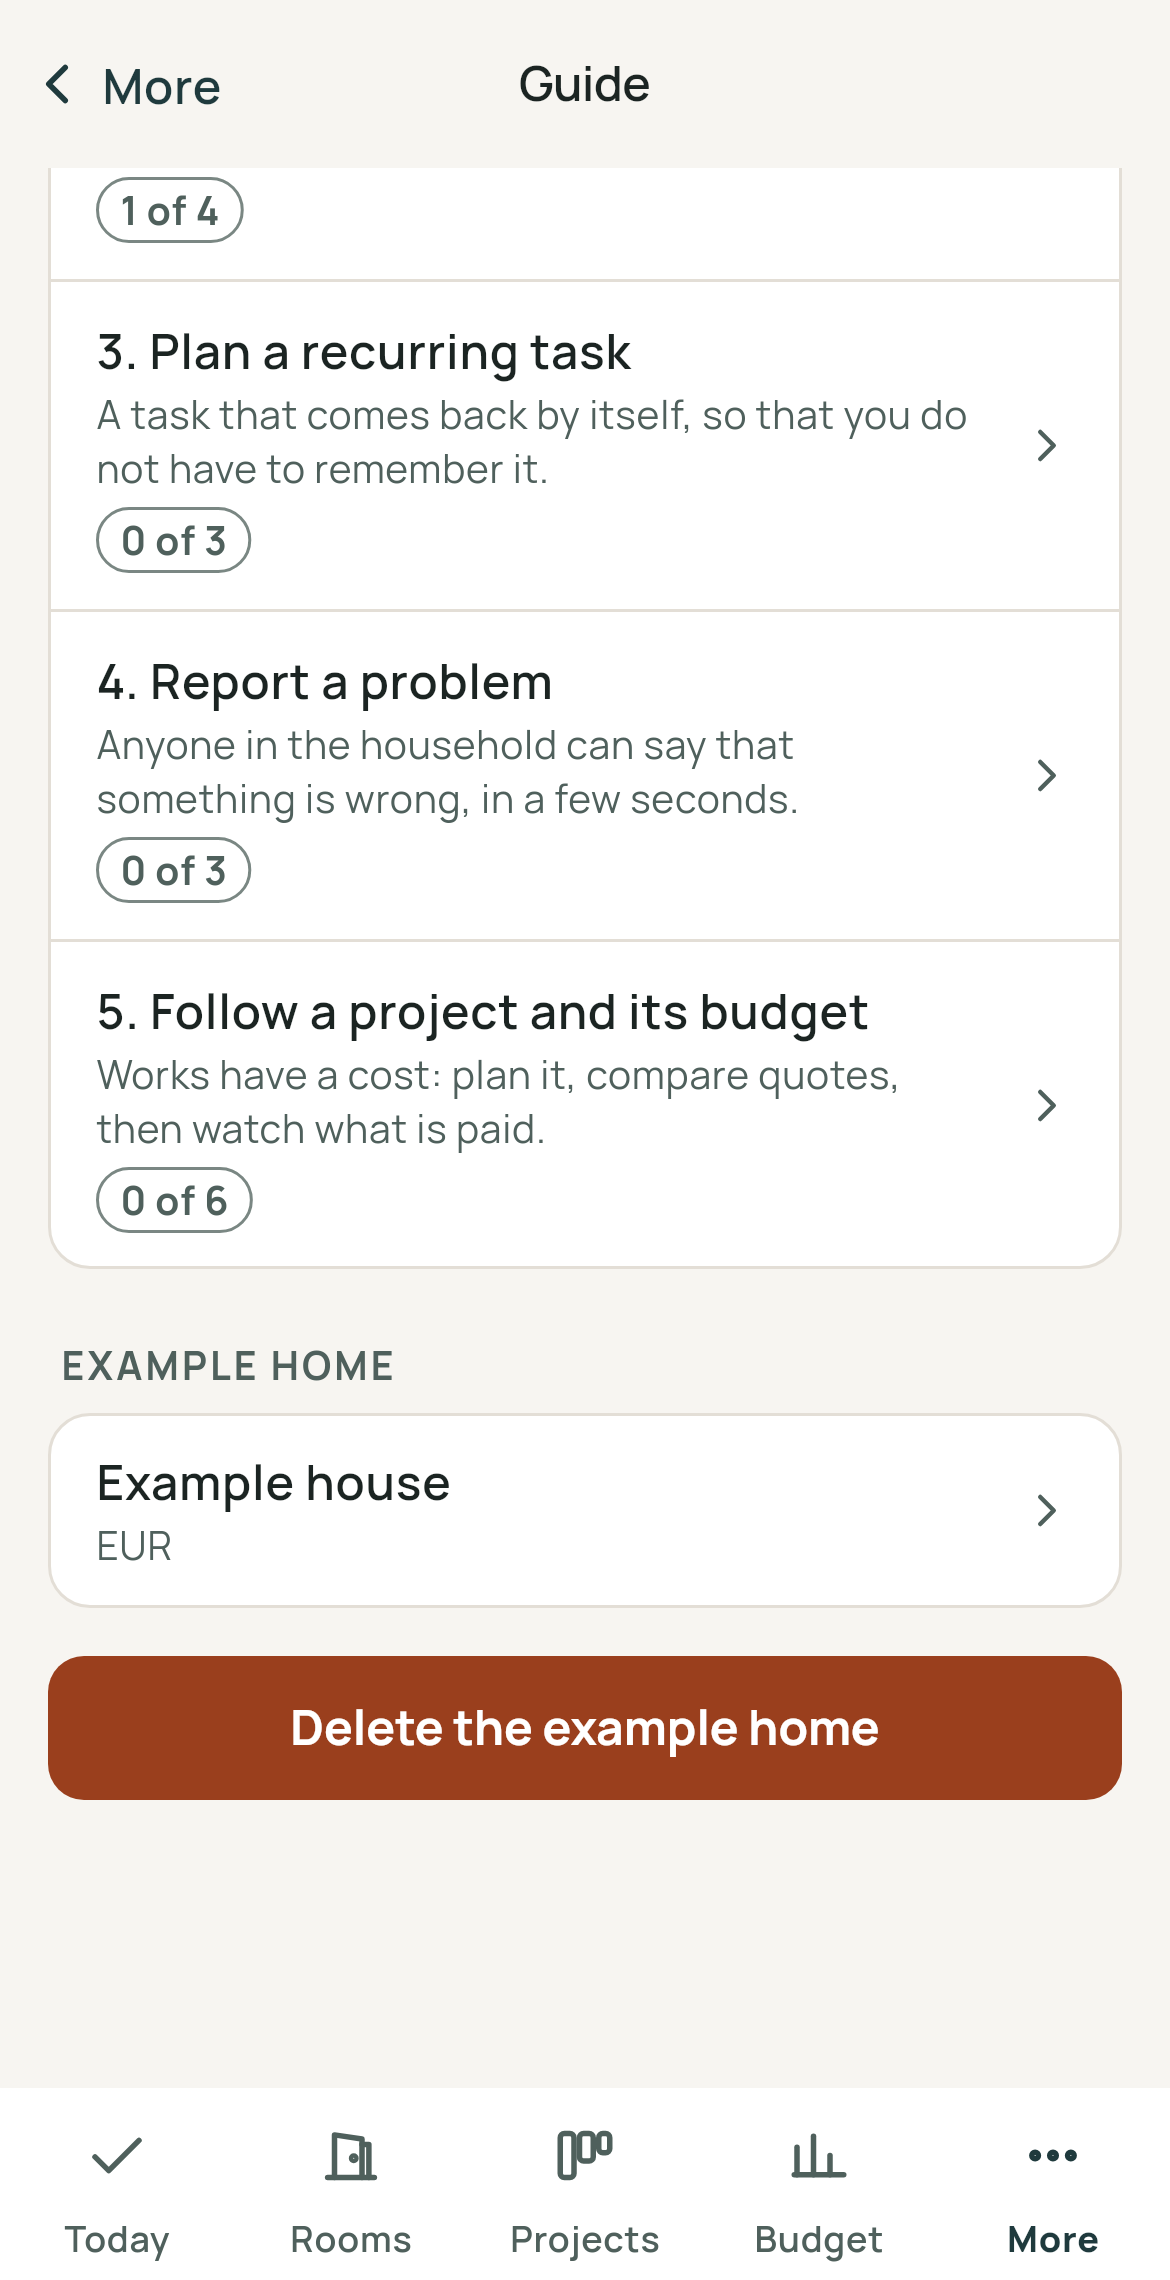 More
Guide
1 of 4
3. Plan a recurring task
A task that comes back by itself, so that you do
not have to remember it.
0 of 3
4. Report a problem
Anyone in the household can say that
something is wrong, in a few seconds.
0 of 3
5. Follow a project and its budget
Works have a cost: plan it, compare quotes,
then watch what is paid.
0 of 6
EXAMPLE HOME
Example house
EUR
Delete the example home
Today
Rooms
Projects
Budget
More